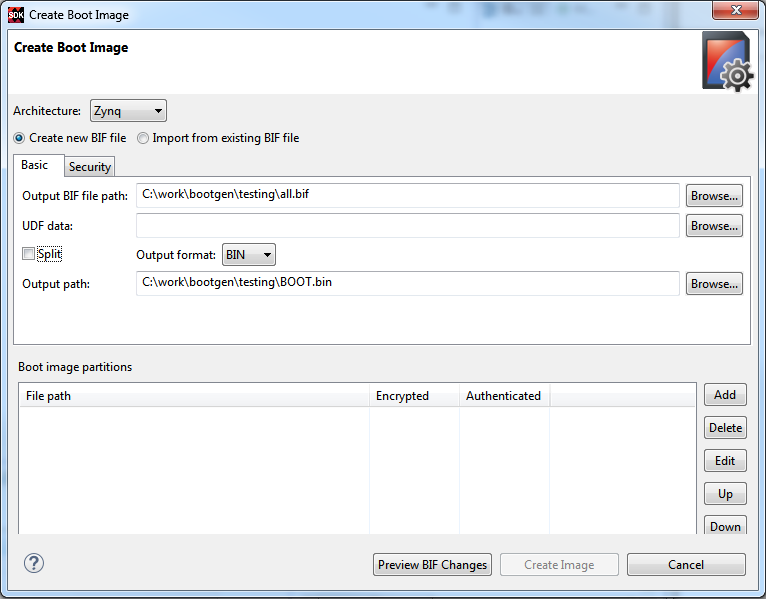 SDK Create Boot Image
Create Boot Image
Architecture: Zynq
Create new BIF file Import from existing BIF file
Basic Security
Output BIF file path: C:\work\bootgen\testing\all.bif Browse...
UDF data: Browse...
Split Output format: BIN
Output path: C:\work\bootgen\testing\BOOT.bin Browse...
Boot image partitions
File path Encrypted Authenticated Add
Delete
Edit
Up
Down
? Preview BIF Changes Create Image Cancel